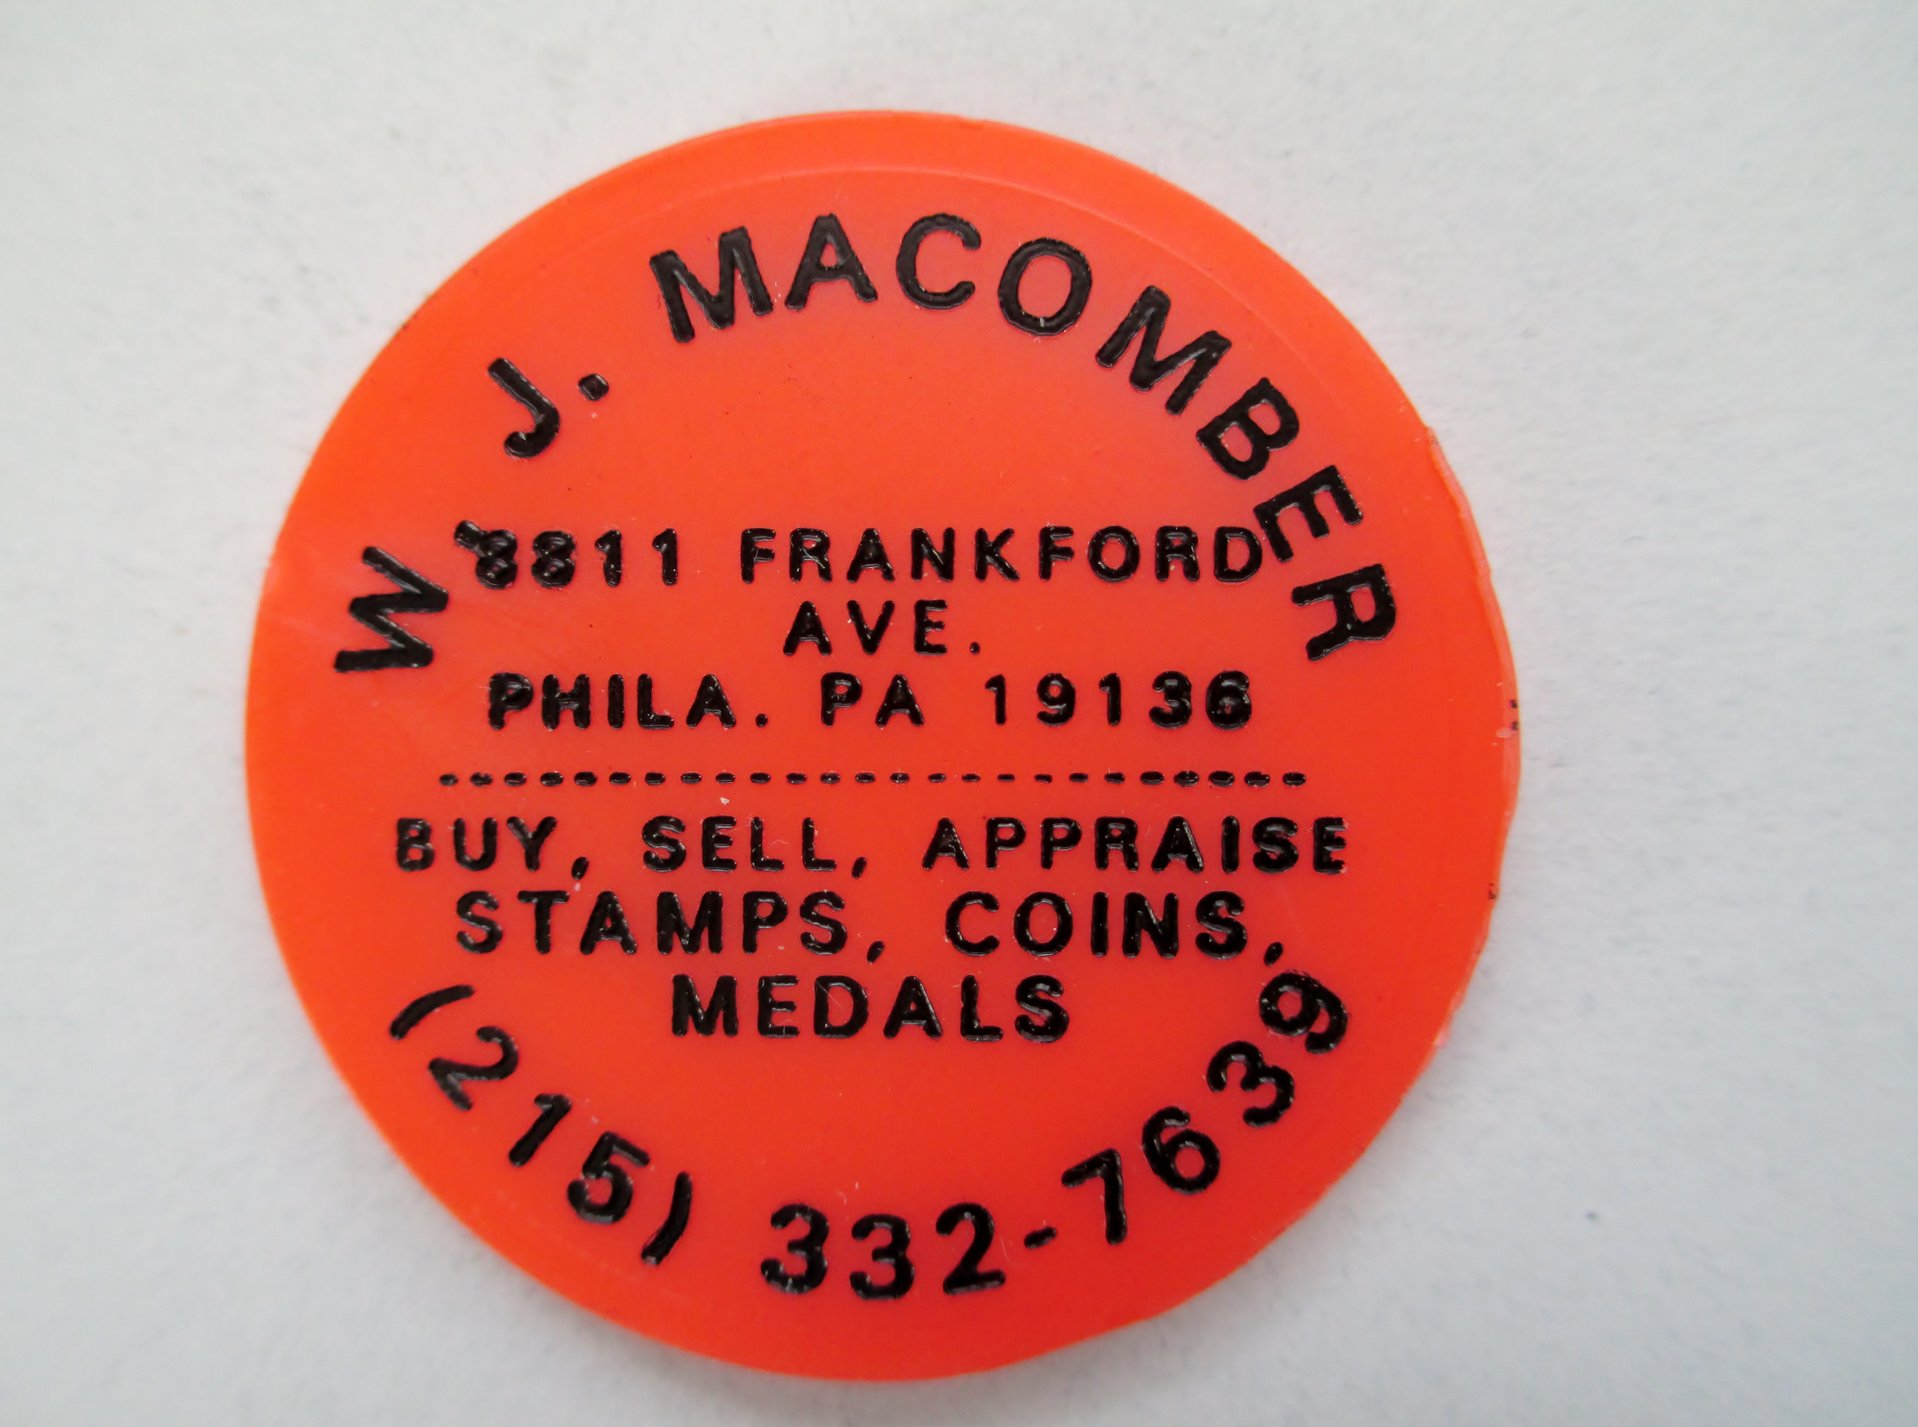 W. J. MACOMBER
8811 FRANKFORD
AVE.
PHILA. PA 19136
-------------------------
BUY, SELL, APPRAISE
STAMPS, COINS,
MEDALS
(215) 332-7639